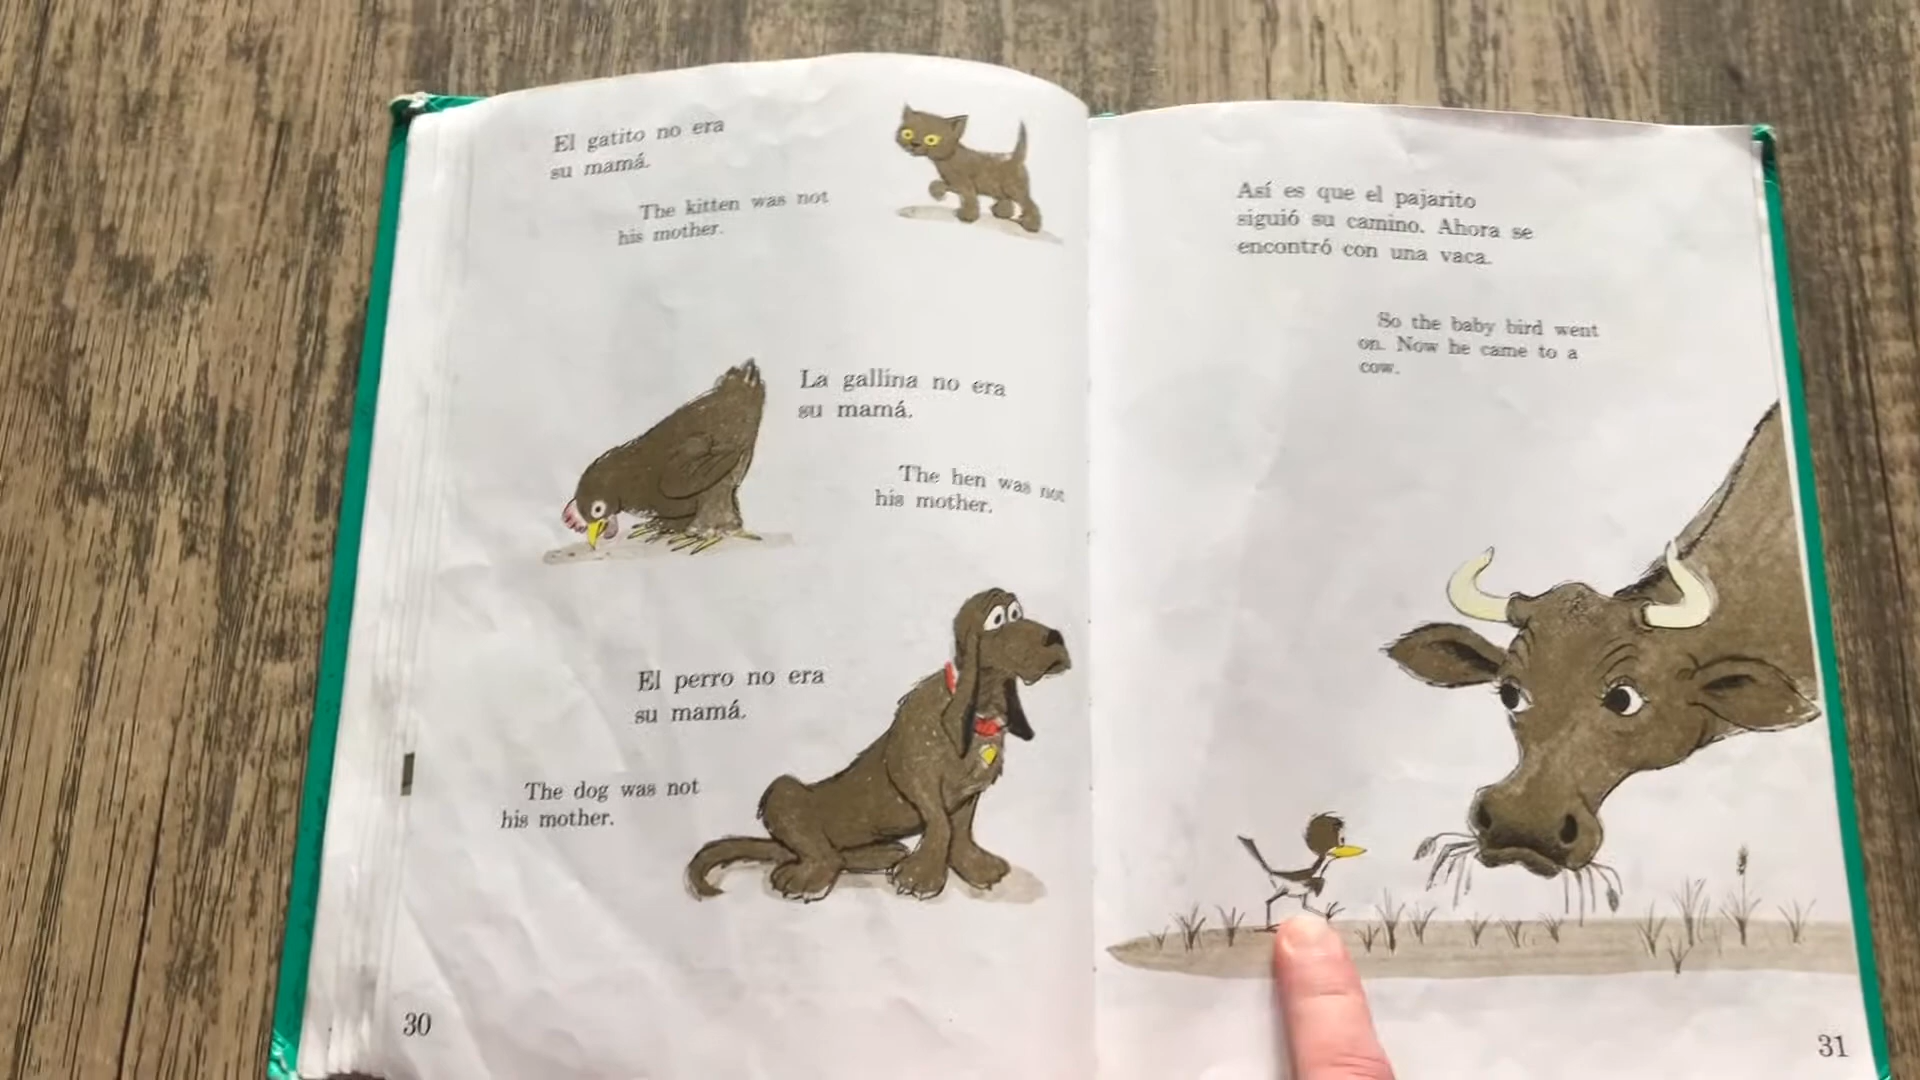 El gatito no era
su mamá.
The kitten was not
his mother.
La gallina no era
su mamá.
The hen was not
his mother.
El perro no era
su mamá.
The dog was not
his mother.
30
Así es que el pajarito
siguió su camino. Ahora se
encontró con una vaca.
So the baby bird went
on. Now he came to a
cow.
31